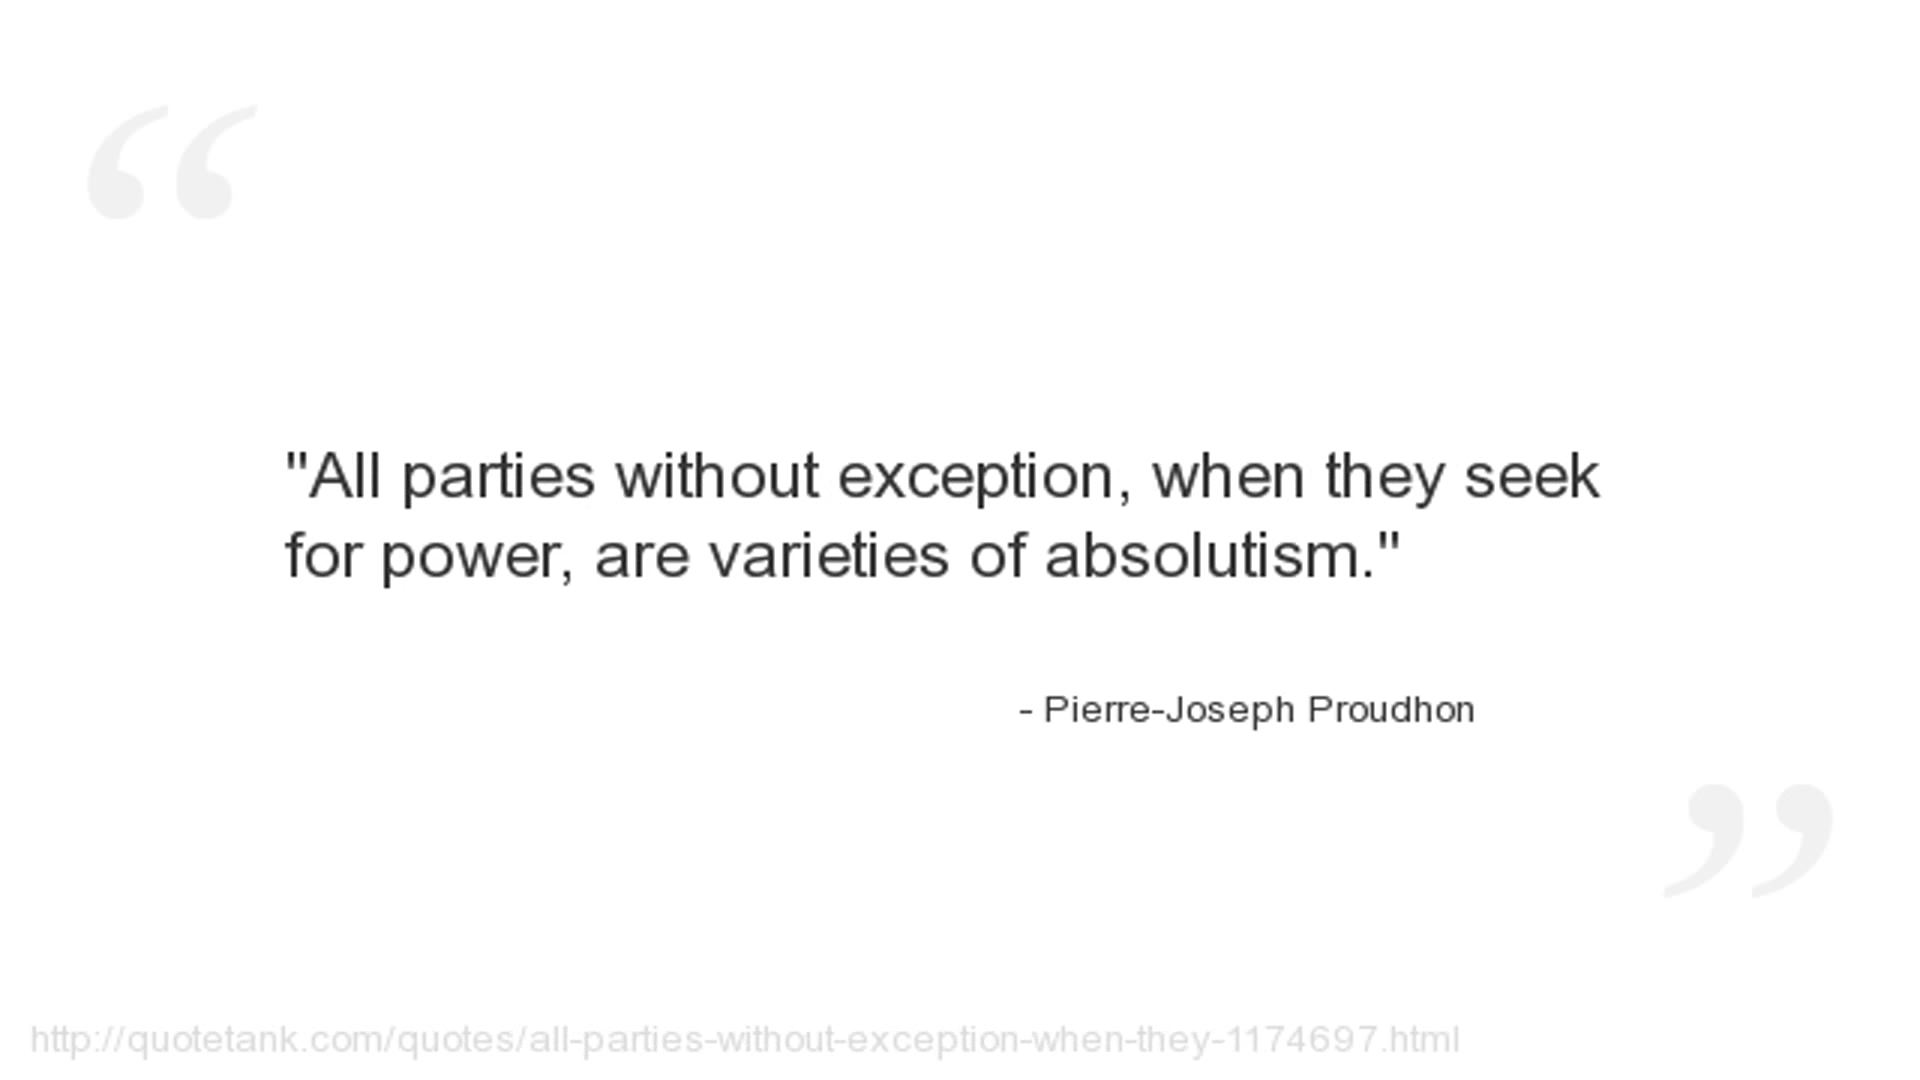 "All parties without exception, when they seek
for power, are varieties of absolutism."
- Pierre-Joseph Proudhon
http://quotetank.com/quotes/all-parties-without-exception-when-they-1174697.html